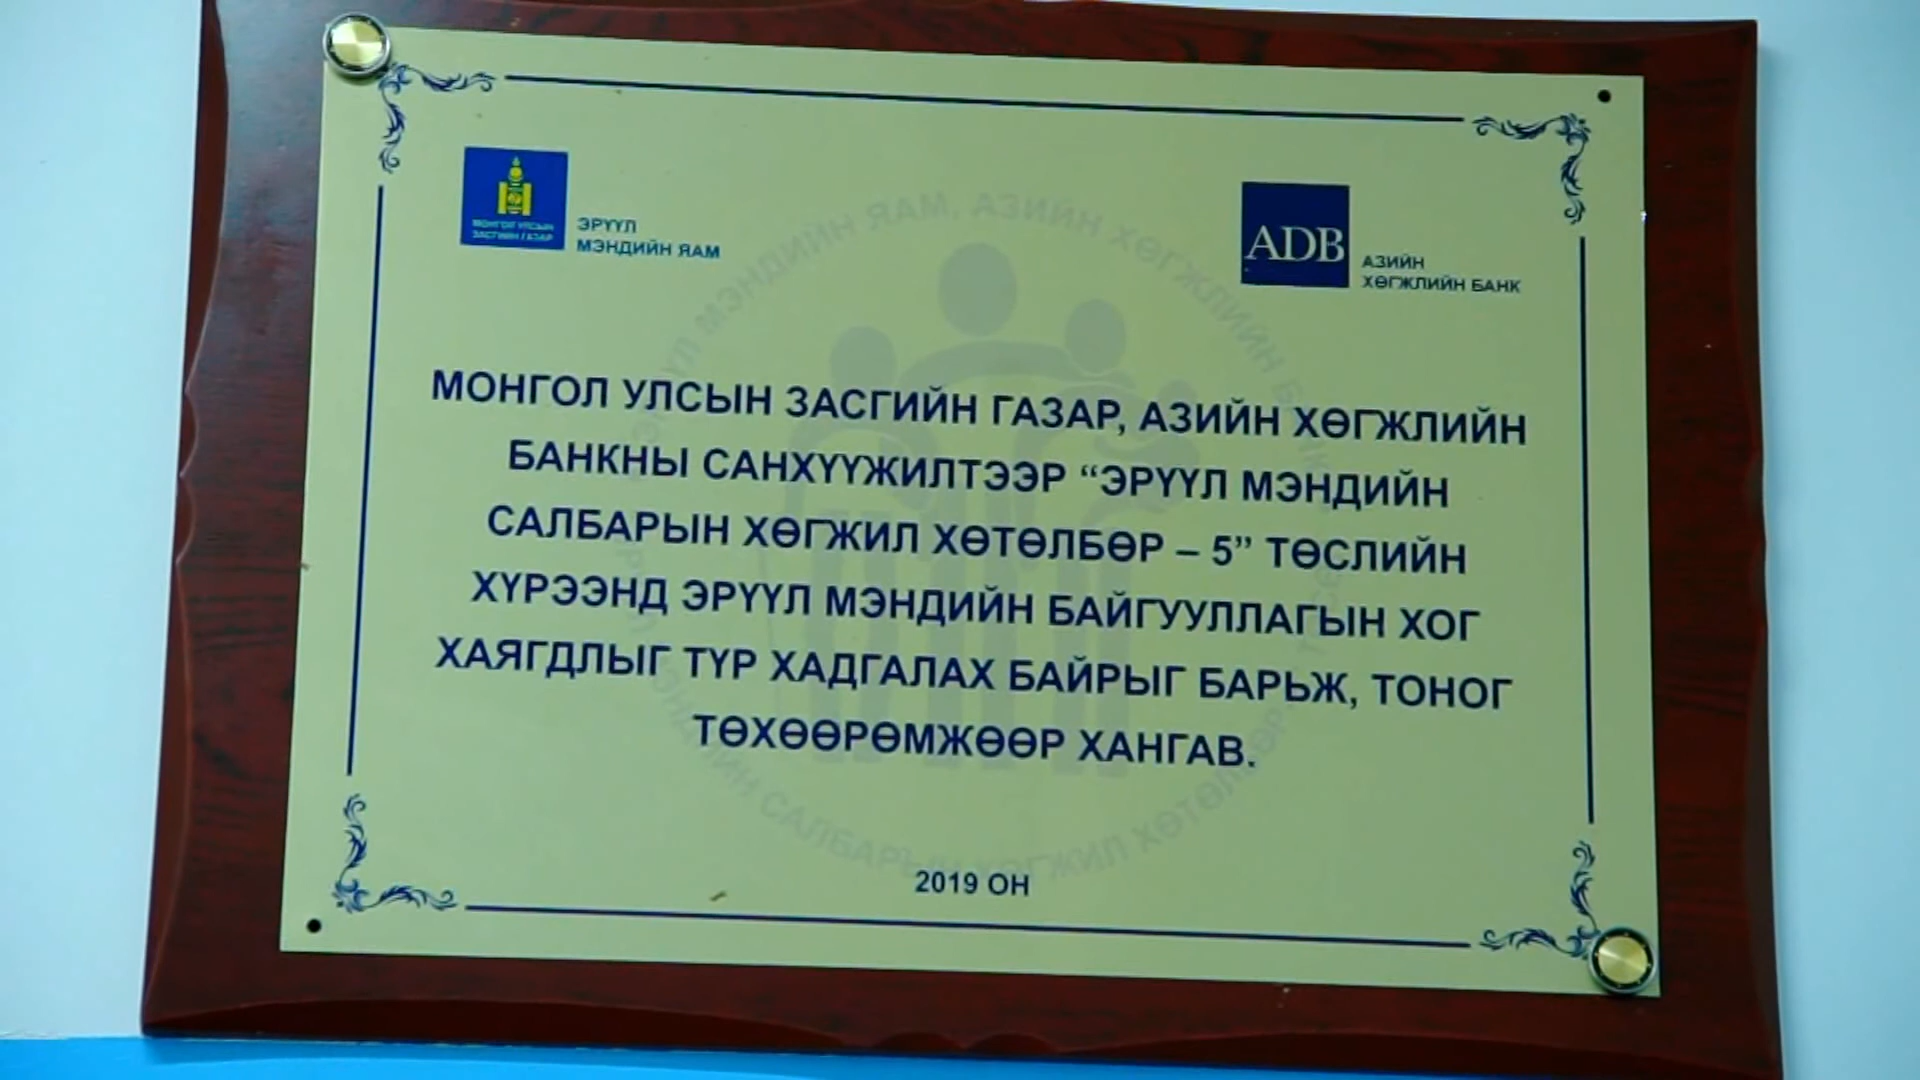 МОНГОЛ УЛСЫН
ЗАСГИЙН ГАЗАР
ЭРҮҮЛ
МЭНДИЙН ЯАМ
ADB
АЗИЙН
ХӨГЖЛИЙН БАНК
МОНГОЛ УЛСЫН ЗАСГИЙН ГАЗАР, АЗИЙН ХӨГЖЛИЙН
БАНКНЫ САНХҮҮЖИЛТЭЭР “ЭРҮҮЛ МЭНДИЙН
САЛБАРЫН ХӨГЖИЛ ХӨТӨЛБӨР – 5” ТӨСЛИЙН
ХҮРЭЭНД ЭРҮҮЛ МЭНДИЙН БАЙГУУЛЛАГЫН ХОГ
ХАЯГДЛЫГ ТҮР ХАДГАЛАХ БАЙРЫГ БАРЬЖ, ТОНОГ
ТӨХӨӨРӨМЖӨӨР ХАНГАВ.
2019 ОН